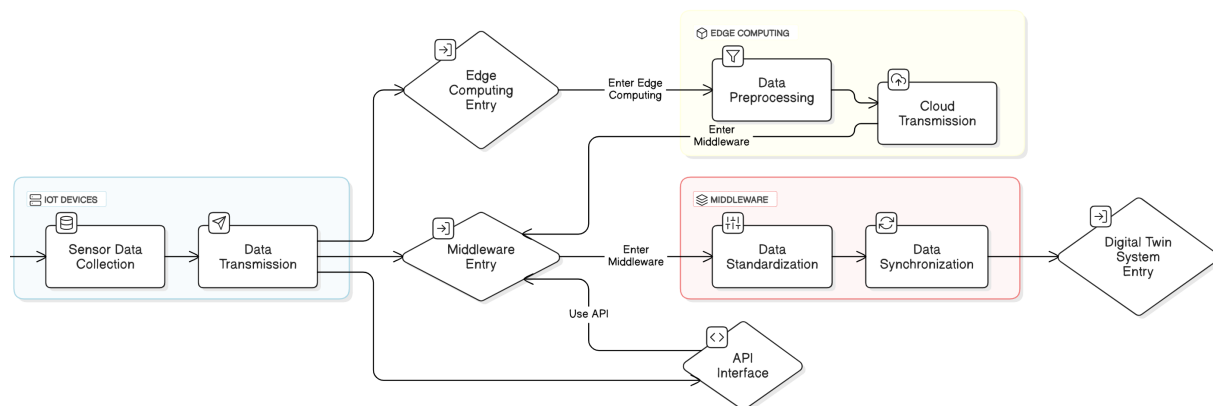 EDGE COMPUTING
Edge
Computing
Entry
Enter Edge
Computing
Data
Preprocessing
Cloud
Transmission
Enter
Middleware
IOT DEVICES
Sensor Data
Collection
Data
Transmission
Middleware
Entry
Enter
Middleware
MIDDLEWARE
Data
Standardization
Data
Synchronization
Digital Twin
System
Entry
Use API
API
Interface